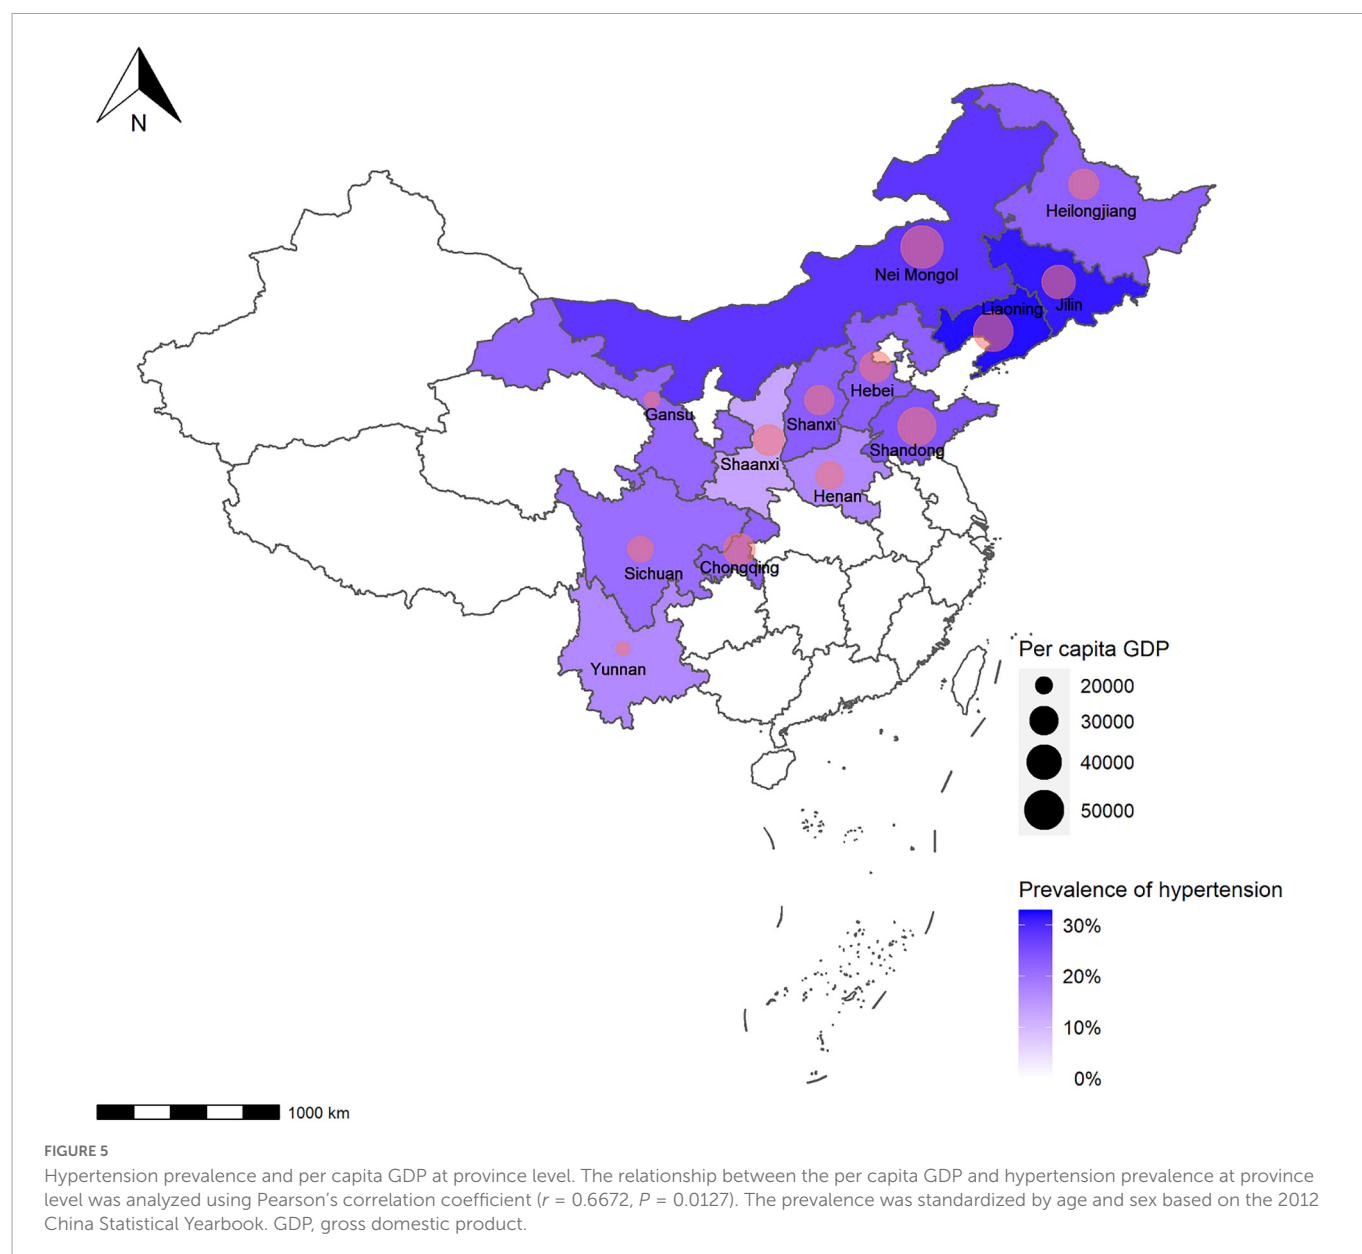 N
Heilongjiang
Nei Mongol
Liaoning
Jilin
Hebei
Gansu
Shanxi
Shandong
Shaanxi
Henan
Sichuan
Chongqing
Yunnan
Per capita GDP
20000
30000
40000
50000
Prevalence of hypertension
30%
20%
10%
0%
1000 km
FIGURE 5
Hypertension prevalence and per capita GDP at province level. The relationship between the per capita GDP and hypertension prevalence at province
level was analyzed using Pearson's correlation coefficient (r = 0.6672, P = 0.0127). The prevalence was standardized by age and sex based on the 2012
China Statistical Yearbook. GDP, gross domestic product.